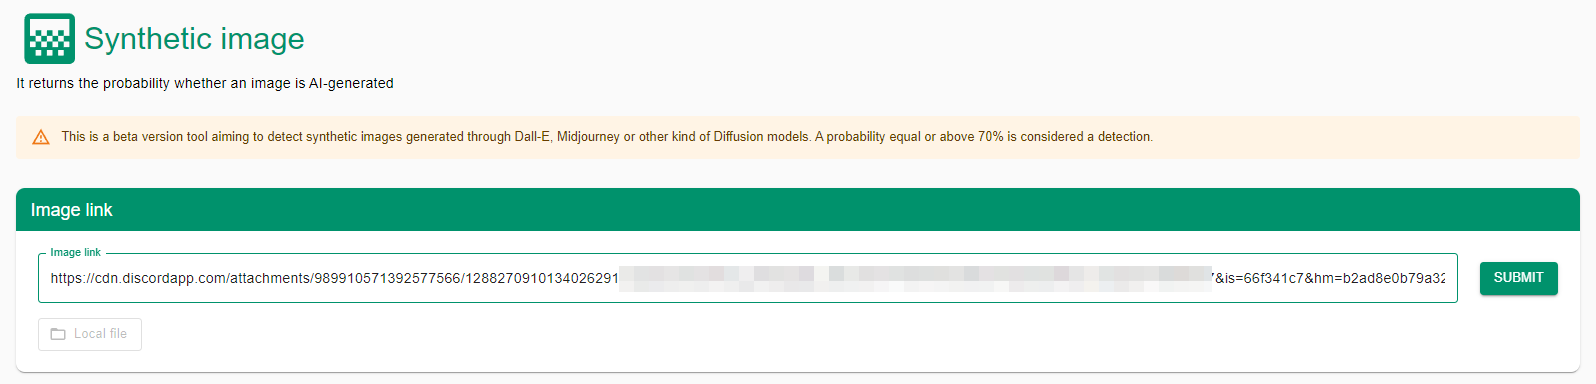 Synthetic image
It returns the probability whether an image is AI-generated
This is a beta version tool aiming to detect synthetic images generated through Dall-E, Midjourney or other kind of Diffusion models. A probability equal or above 70% is considered a detection.
Image link
Image link
https://cdn.discordapp.com/attachments/989910571392577566/1288270910134026291 7&is=66f341c7&hm=b2ad8e0b79a32
SUBMIT
Local file